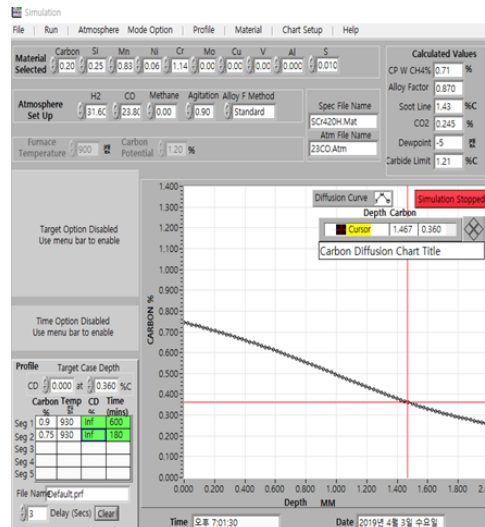 Simulation
File Run Atmosphere Mode Option Profile Material Chart Setup Help
Carbon Si Mn Ni Cr Mo Cu V Al S
Material Selected 0.20 0.25 0.83 0.06 1.14 0.00 0.00 0.00 0.000 0.010
H2 CO Methane Agitation Alloy F Method
Atmosphere Set Up 31.60 23.80 0.00 0.90 Standard
Furnace Temperature 900 Carbon Potential 1.20 %
Spec File Name
SCr420H.Mat
Atm File Name
23CO.Atm
Calculated Values
CP W CH4% 0.71 %
Alloy Factor 0.870
Soot Line 1.43 %C
CO2 0.245 %
Dewpoint -5
Carbide Limit 1.21 %C
Target Option Disabled
Use menu bar to enable
Time Option Disabled
Use menu bar to enable
Profile Target Case Depth
CD 0.000 at 0.360 %C
Carbon % Temp CD % Time (mins)
Seg 1 0.9 930 Inf 600
Seg 2 0.75 930 Inf 180
Seg 3
Seg 4
Seg 5
File Name Default.prf
3 Delay (Secs) Clear
Diffusion Curve
Simulation Stopped
Depth Carbon
Cursor 1.467 0.360
Carbon Diffusion Chart Title
CARBON %
1.400
1.300
1.200
1.100
1.000
0.900
0.800
0.700
0.600
0.500
0.400
0.300
0.200
0.100
0.000
0.000 0.200 0.400 0.600 0.800 1.000 1.200 1.400 1.600 1.800 2.0
Depth MM
Time 오후 7:01:30 Date 2019년 4월 3일 수요일